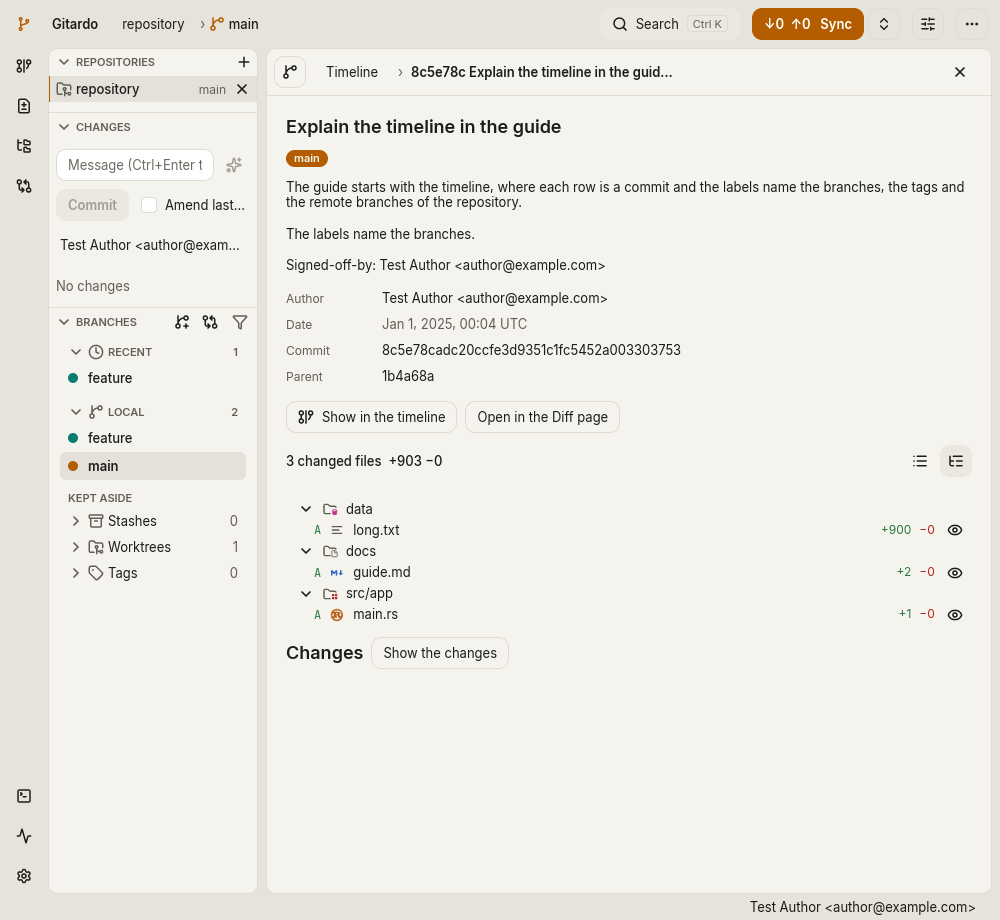 Gitardo repository › main Search Ctrl K ↓0 ↑0 Sync
REPOSITORIES
repository main
CHANGES
Message (Ctrl+Enter t
Commit Amend last...
Test Author <author@exam...
No changes
BRANCHES
RECENT 1
feature
LOCAL 2
feature
main
KEPT ASIDE
Stashes 0
Worktrees 1
Tags 0
Timeline › 8c5e78c Explain the timeline in the guid...
Explain the timeline in the guide
main
The guide starts with the timeline, where each row is a commit and the labels name the branches, the tags and
the remote branches of the repository.
The labels name the branches.
Signed-off-by: Test Author <author@example.com>
Author Test Author <author@example.com>
Date Jan 1, 2025, 00:04 UTC
Commit 8c5e78cadc20ccfe3d9351c1fc5452a003303753
Parent 1b4a68a
Show in the timeline Open in the Diff page
3 changed files +903 −0
data
A long.txt +900 −0
docs
A M↓ guide.md +2 −0
src/app
A main.rs +1 −0
Changes Show the changes
Test Author <author@example.com>